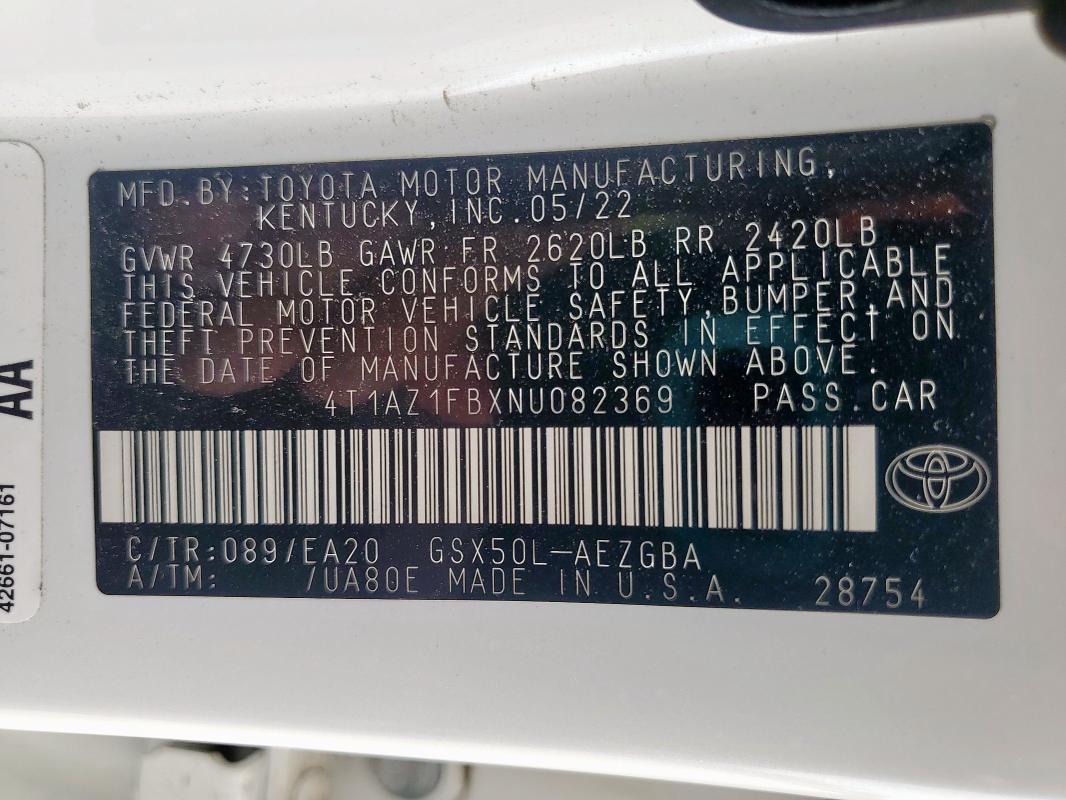 MFD.BY:TOYOTA MOTOR MANUFACTURING,
KENTUCKY, INC.05/22
GVWR 4730LB GAWR FR 2620LB RR 2420LB
THIS VEHICLE CONFORMS TO ALL APPLICABLE
FEDERAL MOTOR VEHICLE SAFETY,BUMPER,AND
THEFT PREVENTION STANDARDS IN EFFECT ON
THE DATE OF MANUFACTURE SHOWN ABOVE.
4T1AZ1FBXNU082369 PASS.CAR
C/TR:089/EA20 GSX50L-AEZGBA
A/TM: /UA80E MADE IN U.S.A. 28754
AA
42661-07161